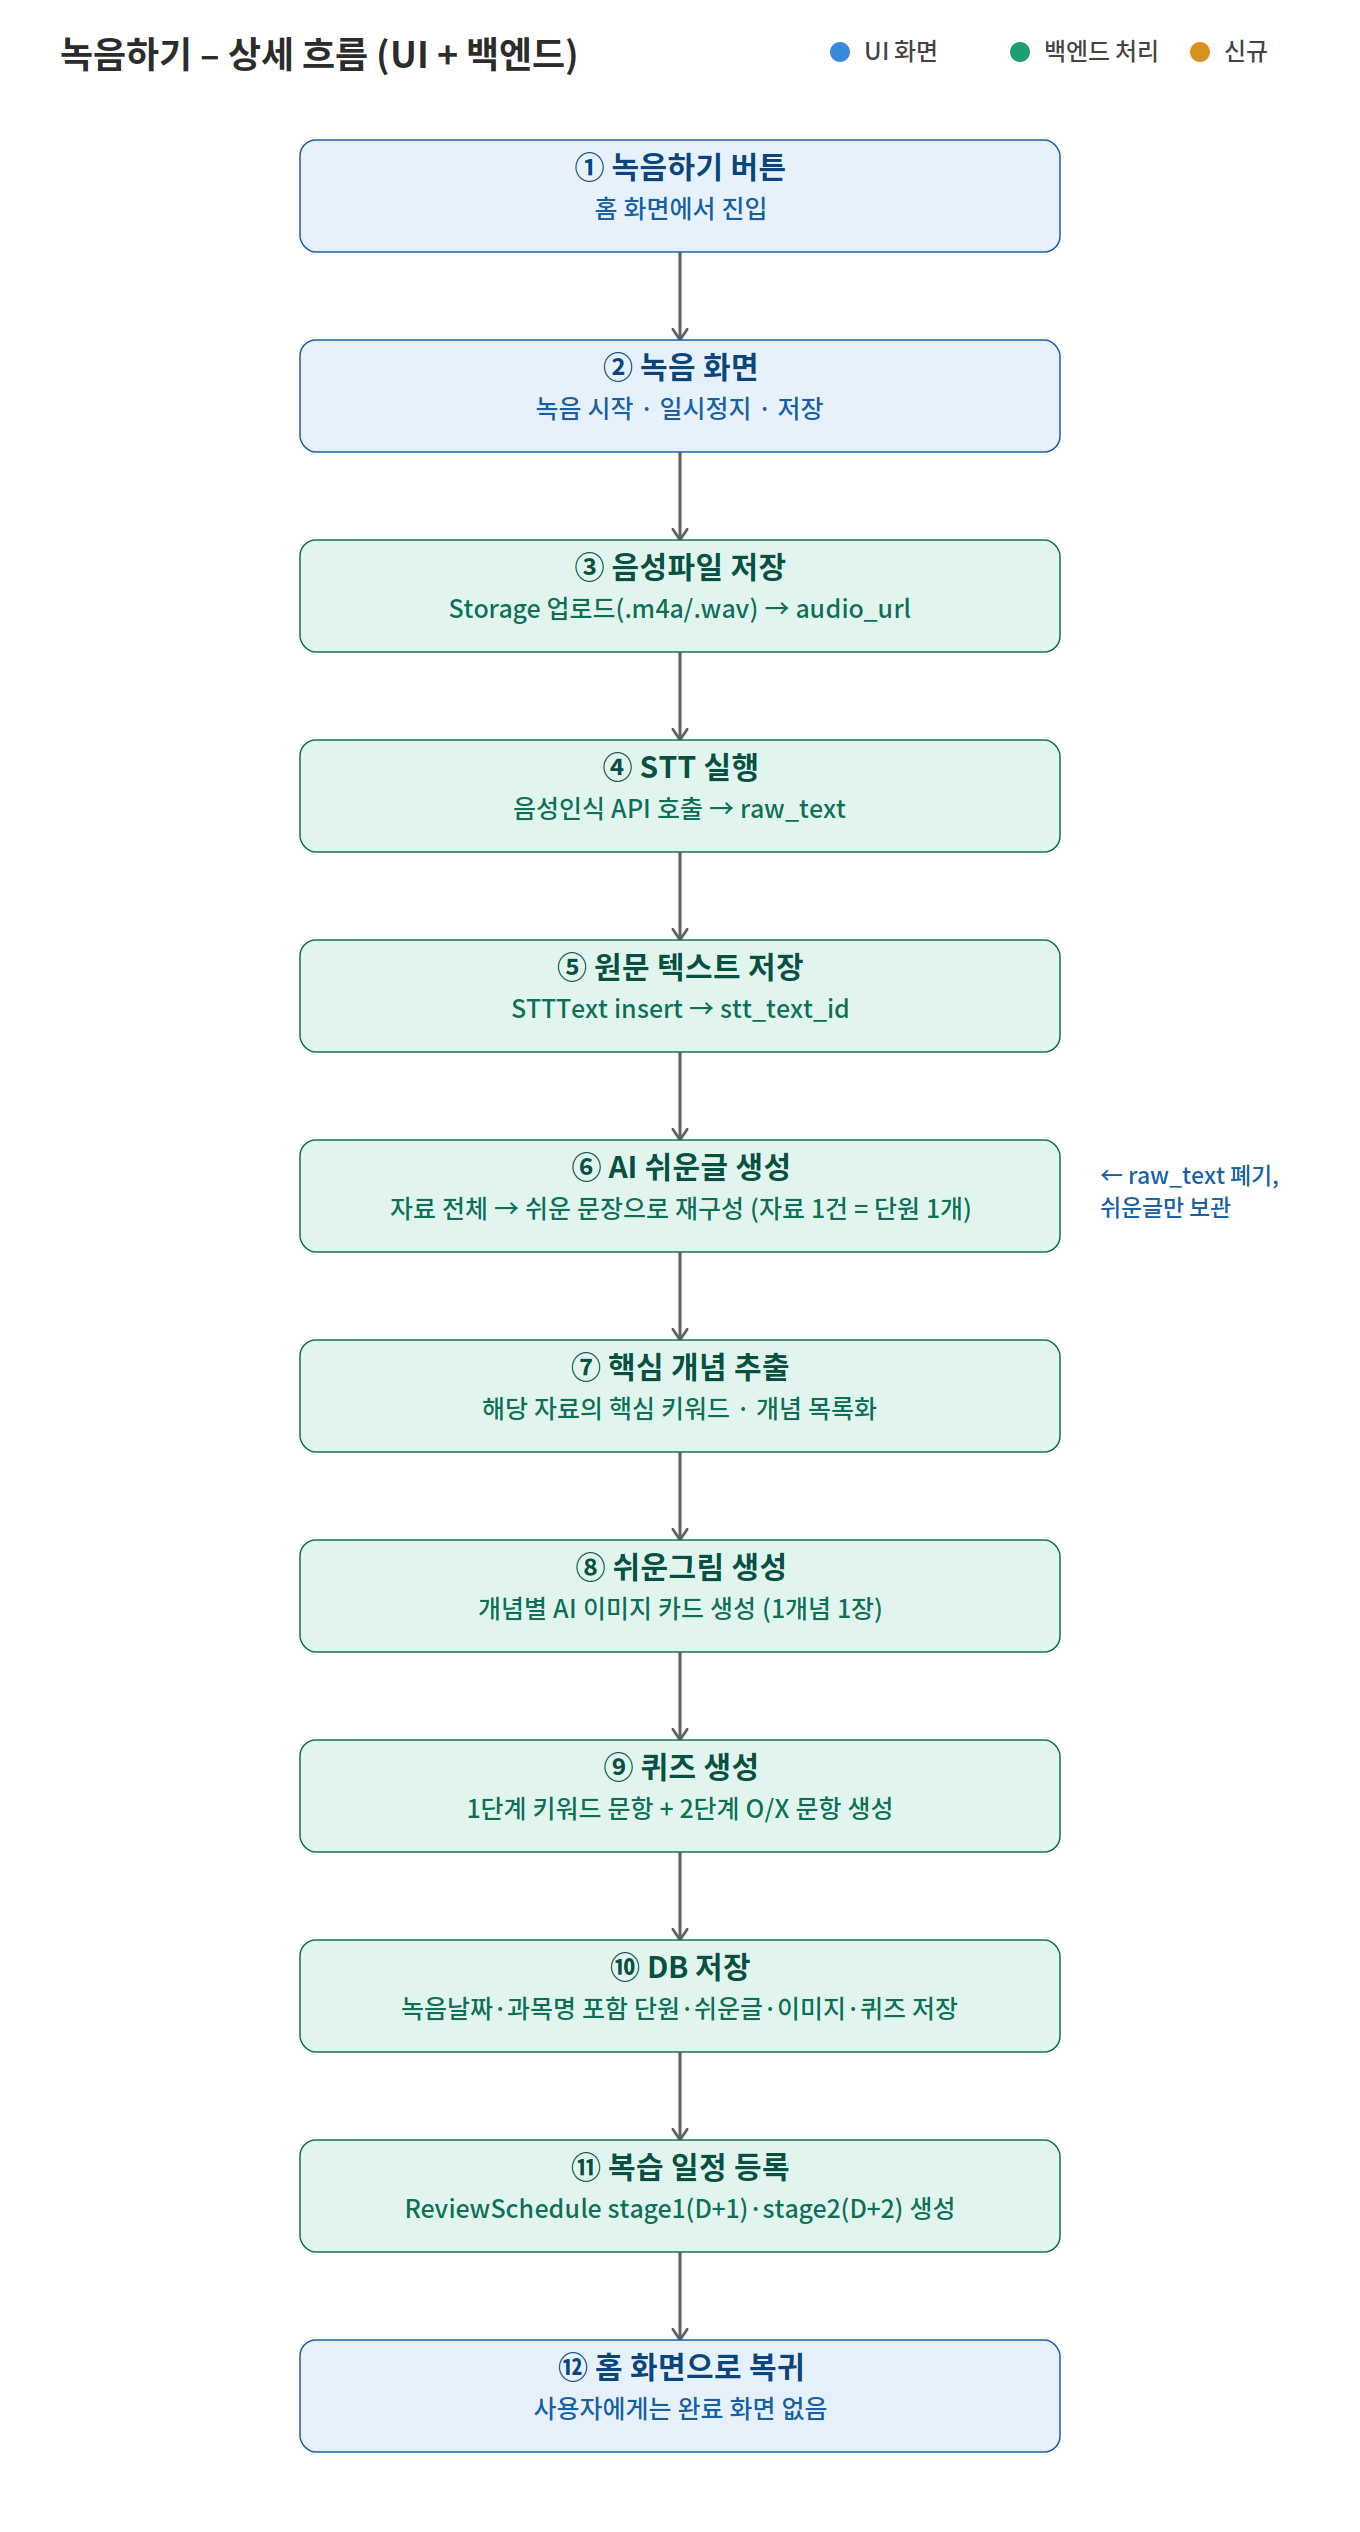 녹음하기 – 상세 흐름 (UI + 백엔드)
UI 화면
백엔드 처리
신규
① 녹음하기 버튼
홈 화면에서 진입
② 녹음 화면
녹음 시작 · 일시정지 · 저장
③ 음성파일 저장
Storage 업로드(.m4a/.wav) → audio_url
④ STT 실행
음성인식 API 호출 → raw_text
⑤ 원문 텍스트 저장
STTText insert → stt_text_id
⑥ AI 쉬운글 생성
자료 전체 → 쉬운 문장으로 재구성 (자료 1건 = 단원 1개)
← raw_text 폐기,
쉬운글만 보관
⑦ 핵심 개념 추출
해당 자료의 핵심 키워드 · 개념 목록화
⑧ 쉬운그림 생성
개념별 AI 이미지 카드 생성 (1개념 1장)
⑨ 퀴즈 생성
1단계 키워드 문항 + 2단계 O/X 문항 생성
⑩ DB 저장
녹음날짜·과목명 포함 단원·쉬운글·이미지·퀴즈 저장
⑪ 복습 일정 등록
ReviewSchedule stage1(D+1)·stage2(D+2) 생성
⑫ 홈 화면으로 복귀
사용자에게는 완료 화면 없음